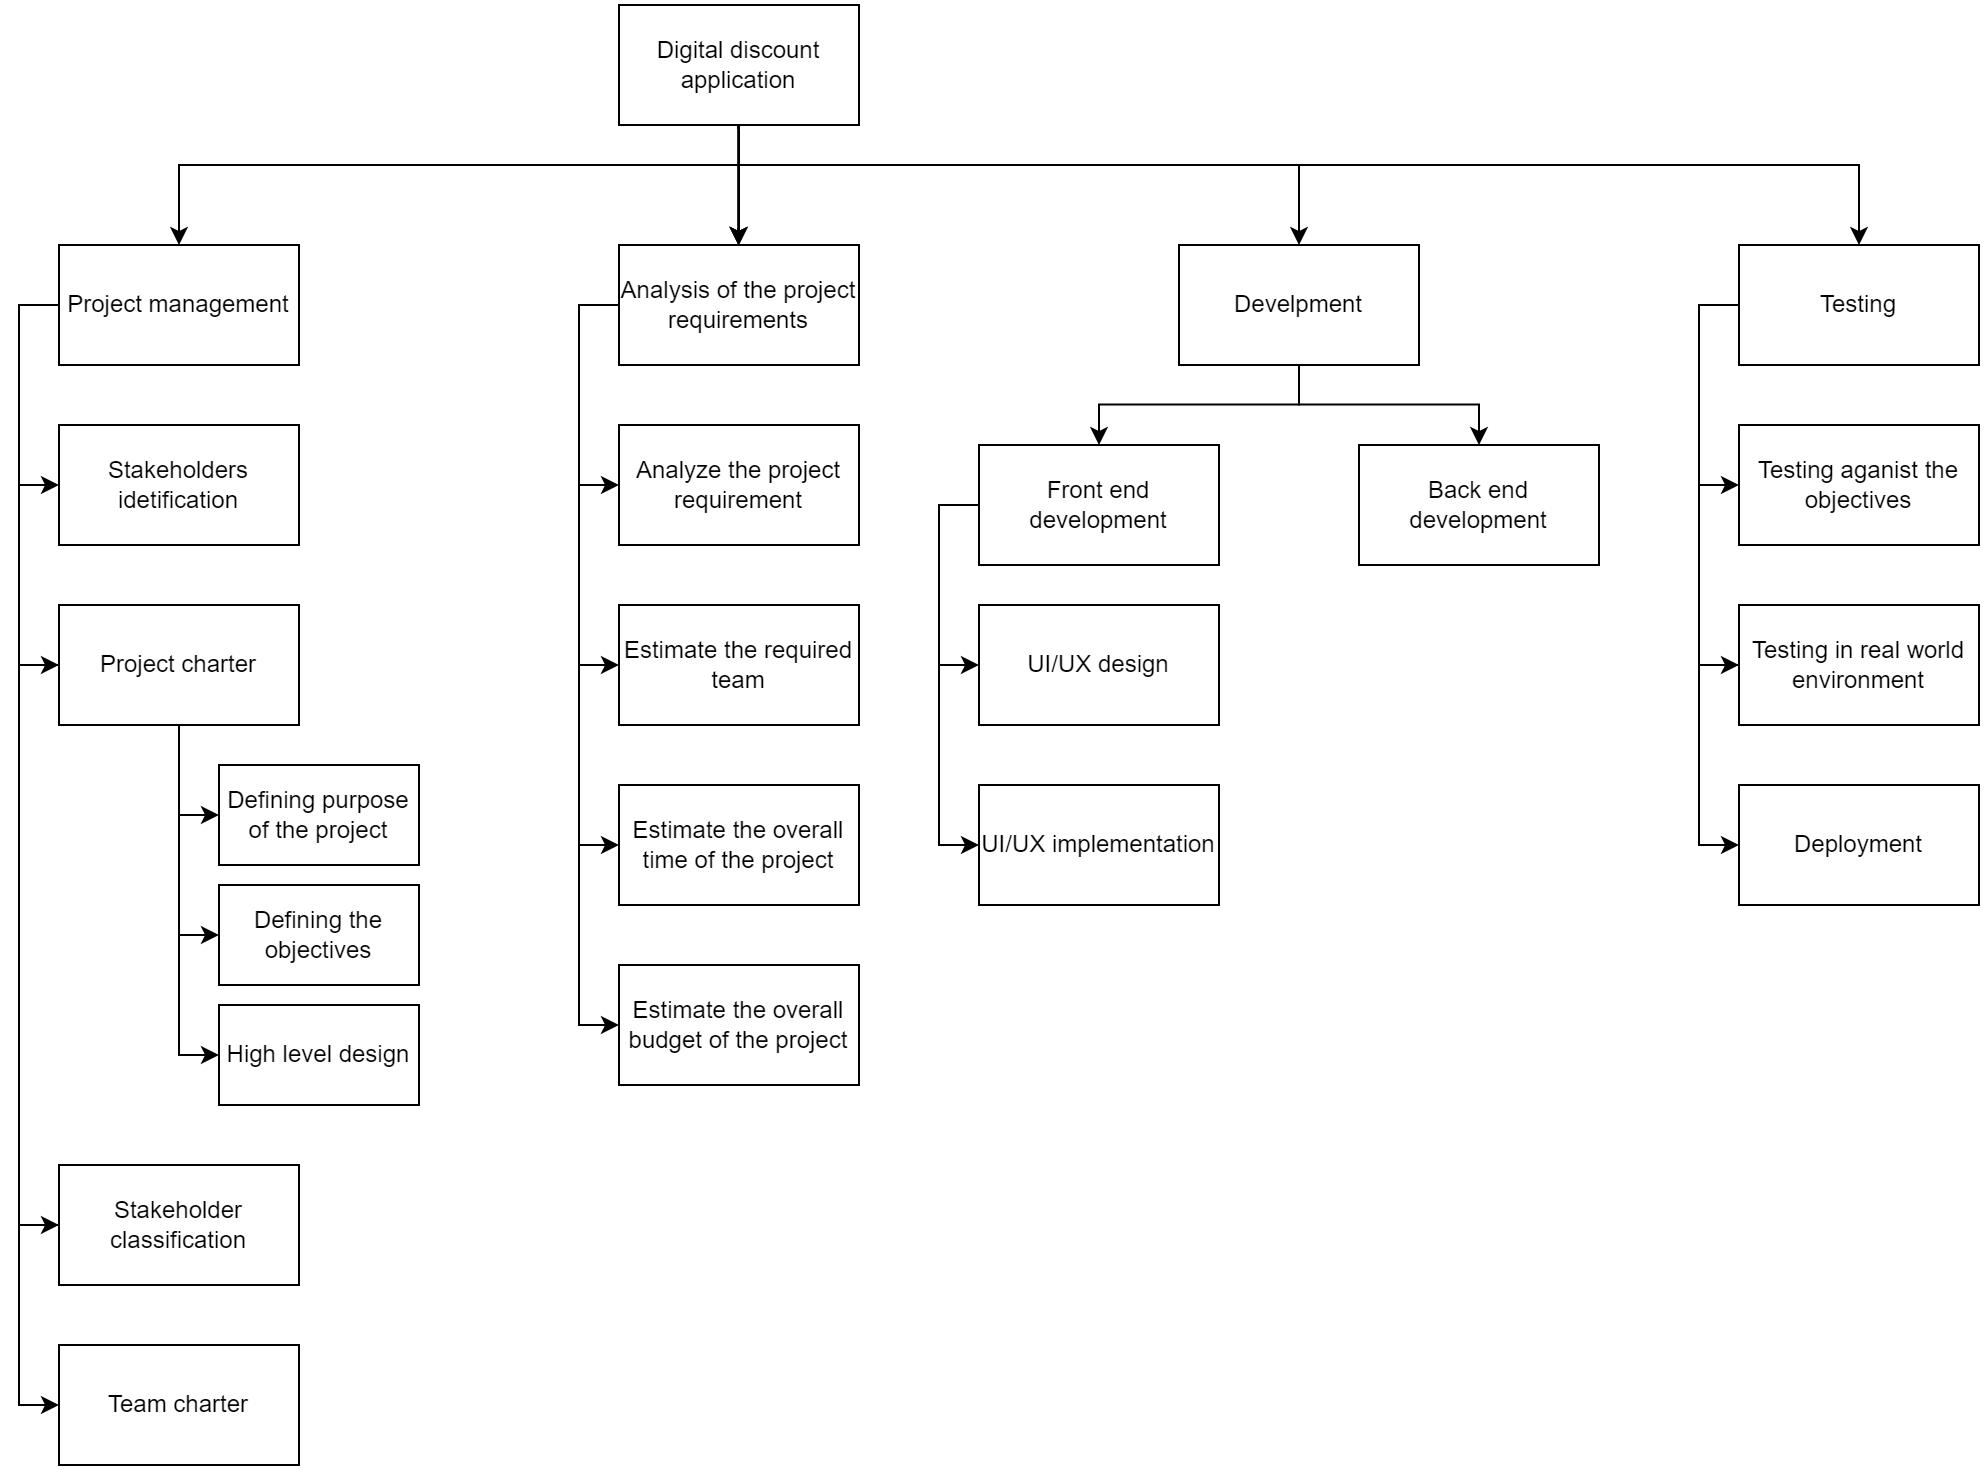 Digital discount
application
Project management
Analysis of the project
requirements
Develpment
Testing
Stakeholders
idetification
Project charter
Defining purpose
of the project
Defining the
objectives
High level design
Stakeholder
classification
Team charter
Analyze the project
requirement
Estimate the required
team
Estimate the overall
time of the project
Estimate the overall
budget of the project
Front end
development
UI/UX design
UI/UX implementation
Back end
development
Testing aganist the
objectives
Testing in real world
environment
Deployment